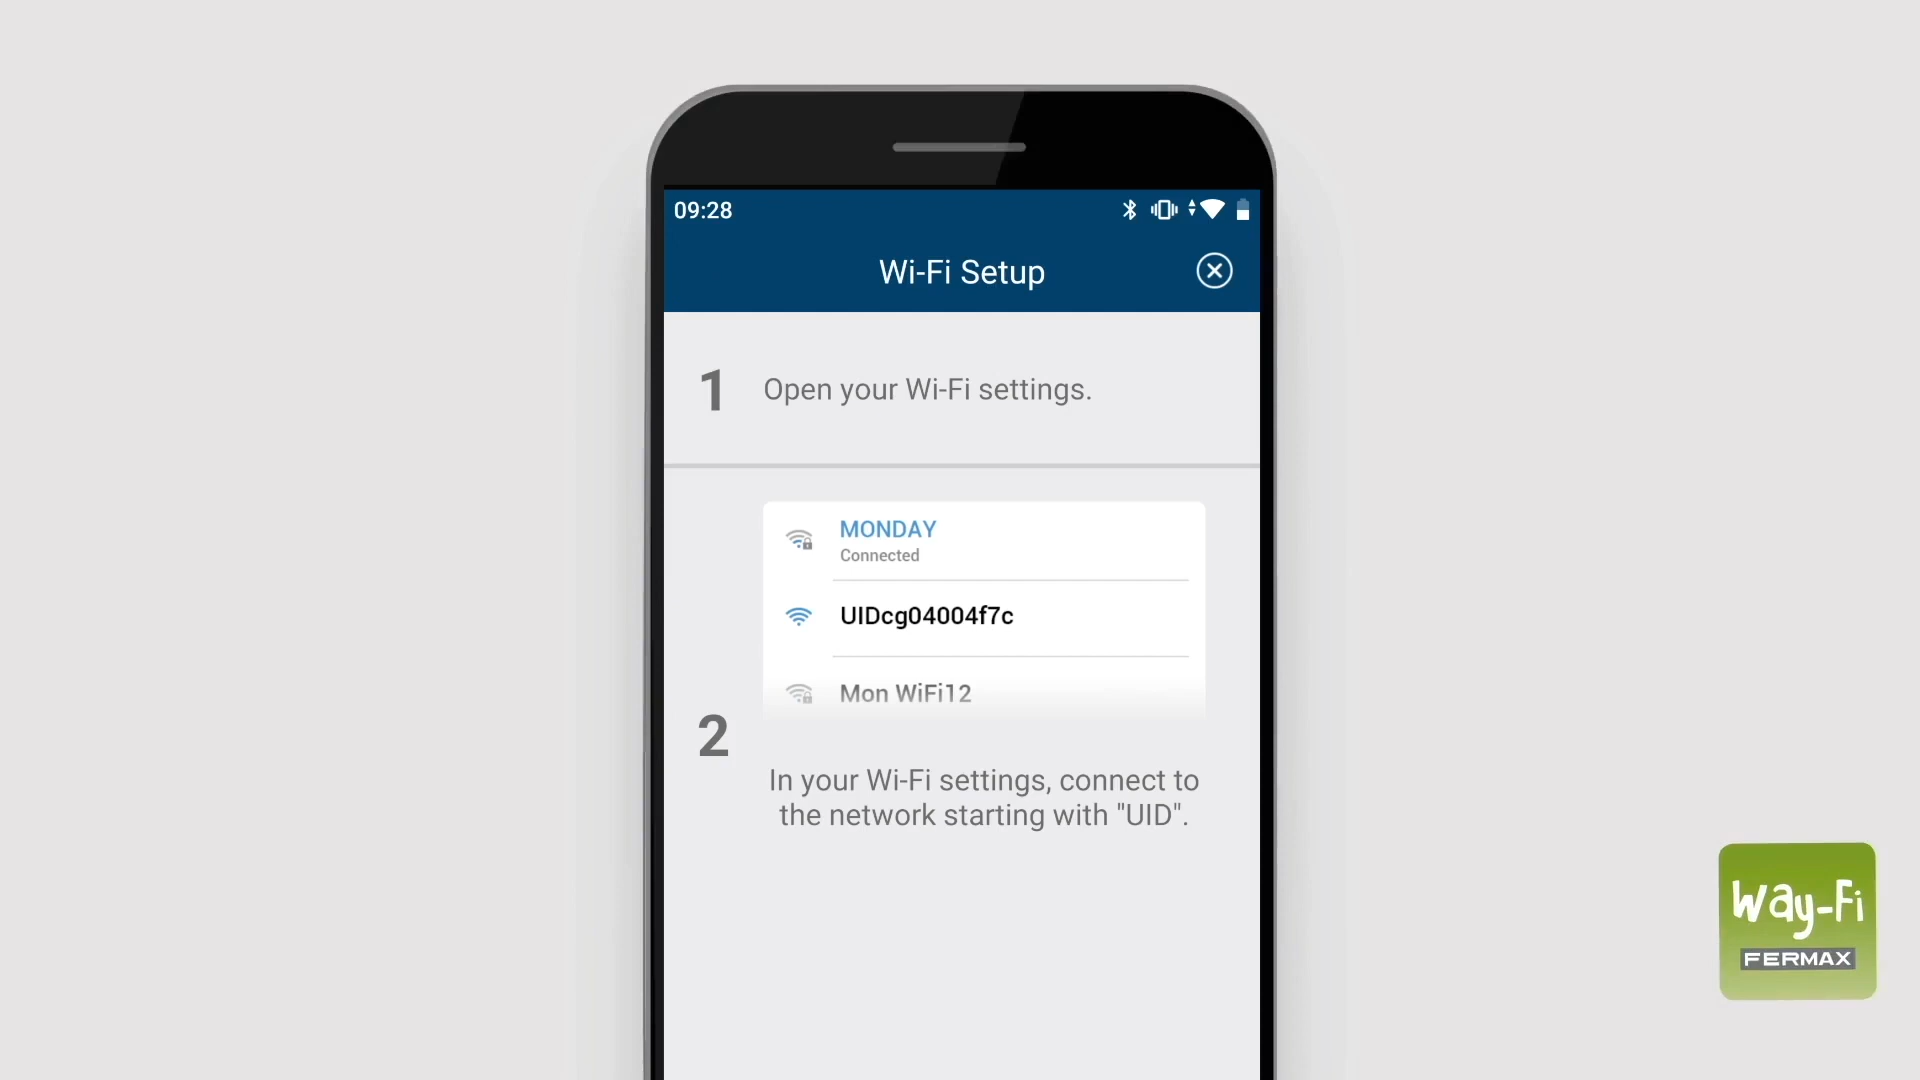 09:28
Wi-Fi Setup
1
Open your Wi-Fi settings.
MONDAY
Connected
UIDcg04004f7c
Mon WiFi12
2
In your Wi-Fi settings, connect to
the network starting with "UID".
Way-Fi
FERMAX